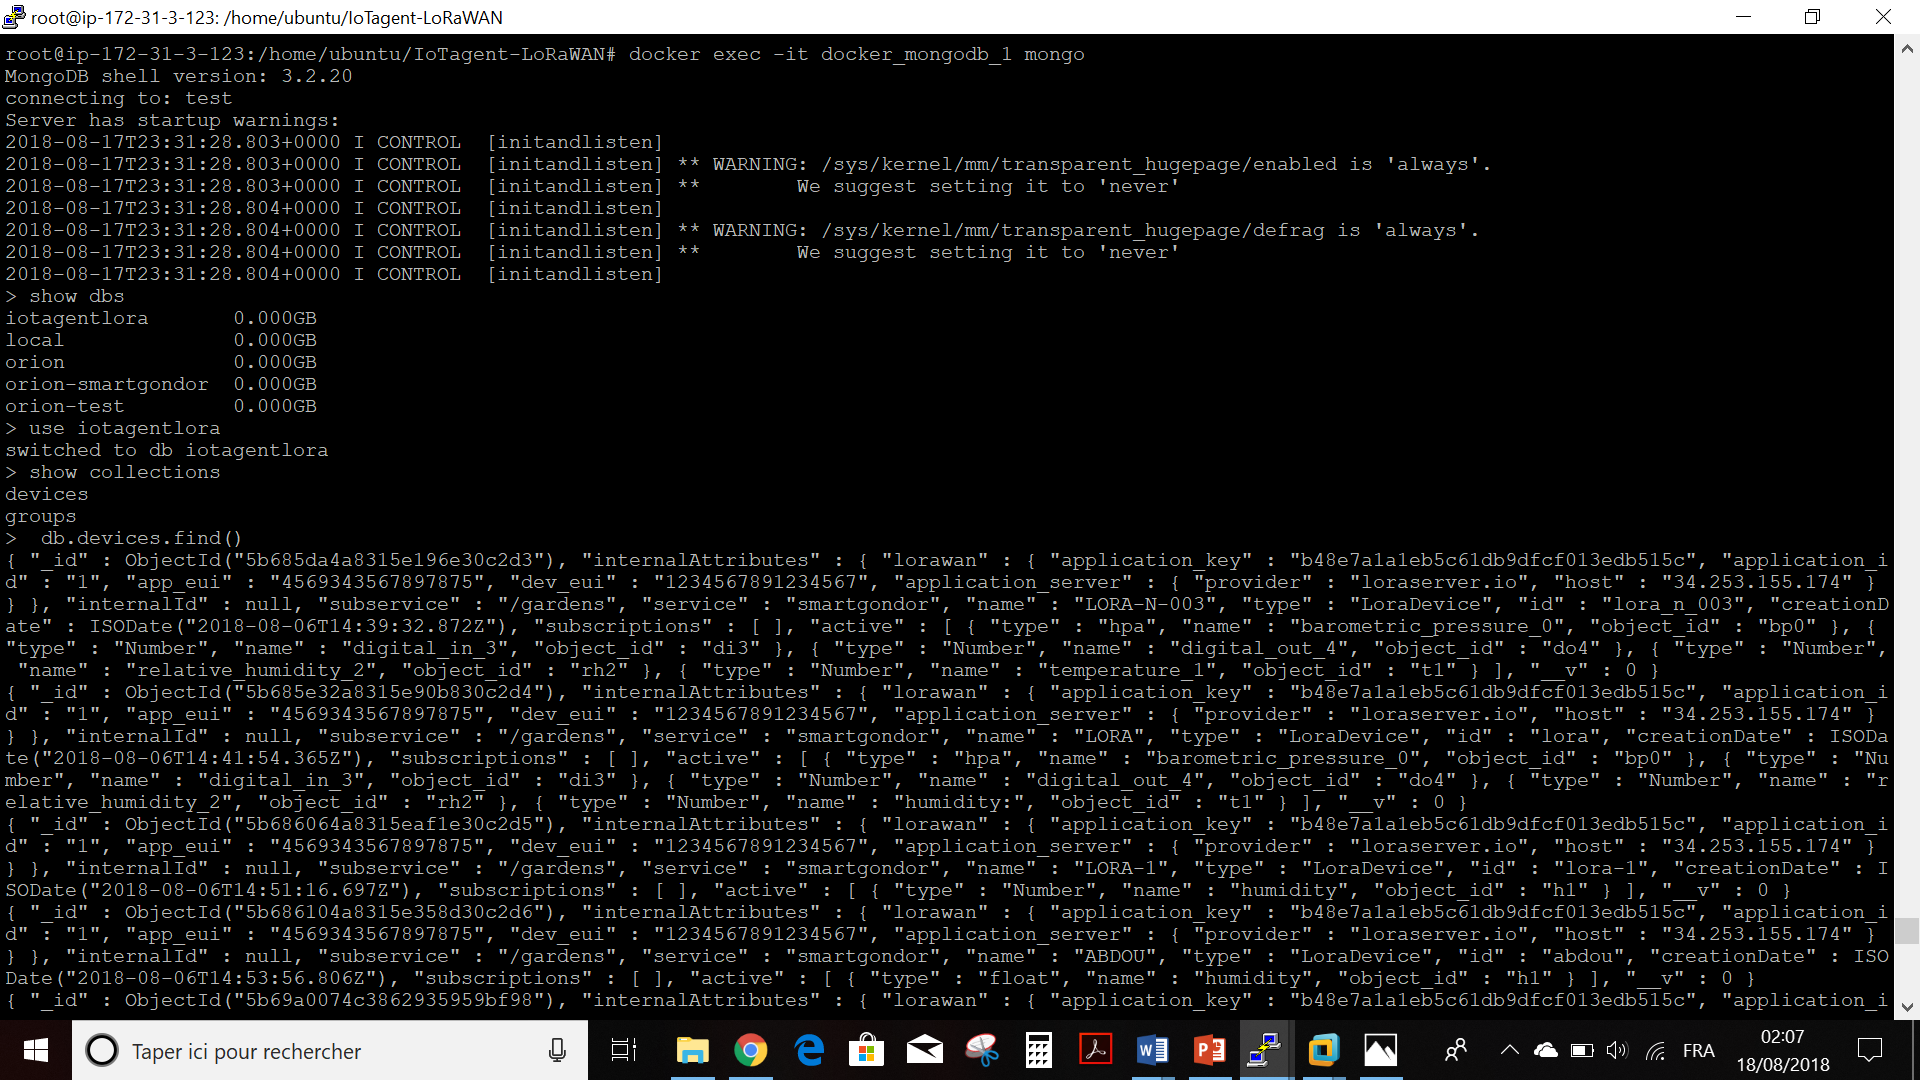 root@ip-172-31-3-123: /home/ubuntu/IoTagent-LoRaWAN
root@ip-172-31-3-123:/home/ubuntu/IoTagent-LoRaWAN# docker exec -it docker_mongodb_1 mongo
MongoDB shell version: 3.2.20
connecting to: test
Server has startup warnings:
2018-08-17T23:31:28.803+0000 I CONTROL  [initandlisten]
2018-08-17T23:31:28.803+0000 I CONTROL  [initandlisten] ** WARNING: /sys/kernel/mm/transparent_hugepage/enabled is 'always'.
2018-08-17T23:31:28.803+0000 I CONTROL  [initandlisten] **        We suggest setting it to 'never'
2018-08-17T23:31:28.804+0000 I CONTROL  [initandlisten]
2018-08-17T23:31:28.804+0000 I CONTROL  [initandlisten] ** WARNING: /sys/kernel/mm/transparent_hugepage/defrag is 'always'.
2018-08-17T23:31:28.804+0000 I CONTROL  [initandlisten] **        We suggest setting it to 'never'
2018-08-17T23:31:28.804+0000 I CONTROL  [initandlisten]
> show dbs
iotagentlora       0.000GB
local              0.000GB
orion              0.000GB
orion-smartgondor  0.000GB
orion-test         0.000GB
> use iotagentlora
switched to db iotagentlora
> show collections
devices
groups
>  db.devices.find()
{ "_id" : ObjectId("5b685da4a8315e196e30c2d3"), "internalAttributes" : { "lorawan" : { "application_key" : "b48e7a1a1eb5c61db9dfcf013edb515c", "application_i
d" : "1", "app_eui" : "4569343567897875", "dev_eui" : "1234567891234567", "application_server" : { "provider" : "loraserver.io", "host" : "34.253.155.174" }
} }, "internalId" : null, "subservice" : "/gardens", "service" : "smartgondor", "name" : "LORA-N-003", "type" : "LoraDevice", "id" : "lora_n_003", "creationD
ate" : ISODate("2018-08-06T14:39:32.872Z"), "subscriptions" : [ ], "active" : [ { "type" : "hpa", "name" : "barometric_pressure_0", "object_id" : "bp0" }, {
"type" : "Number", "name" : "digital_in_3", "object_id" : "di3" }, { "type" : "Number", "name" : "digital_out_4", "object_id" : "do4" }, { "type" : "Number",
 "name" : "relative_humidity_2", "object_id" : "rh2" }, { "type" : "Number", "name" : "temperature_1", "object_id" : "t1" } ], "__v" : 0 }
{ "_id" : ObjectId("5b685e32a8315e90b830c2d4"), "internalAttributes" : { "lorawan" : { "application_key" : "b48e7a1a1eb5c61db9dfcf013edb515c", "application_i
d" : "1", "app_eui" : "4569343567897875", "dev_eui" : "1234567891234567", "application_server" : { "provider" : "loraserver.io", "host" : "34.253.155.174" }
} }, "internalId" : null, "subservice" : "/gardens", "service" : "smartgondor", "name" : "LORA", "type" : "LoraDevice", "id" : "lora", "creationDate" : ISODa
te("2018-08-06T14:41:54.365Z"), "subscriptions" : [ ], "active" : [ { "type" : "hpa", "name" : "barometric_pressure_0", "object_id" : "bp0" }, { "type" : "Nu
mber", "name" : "digital_in_3", "object_id" : "di3" }, { "type" : "Number", "name" : "digital_out_4", "object_id" : "do4" }, { "type" : "Number", "name" : "r
elative_humidity_2", "object_id" : "rh2" }, { "type" : "Number", "name" : "humidity:", "object_id" : "t1" } ], "__v" : 0 }
{ "_id" : ObjectId("5b686064a8315eaf1e30c2d5"), "internalAttributes" : { "lorawan" : { "application_key" : "b48e7a1a1eb5c61db9dfcf013edb515c", "application_i
d" : "1", "app_eui" : "4569343567897875", "dev_eui" : "1234567891234567", "application_server" : { "provider" : "loraserver.io", "host" : "34.253.155.174" }
} }, "internalId" : null, "subservice" : "/gardens", "service" : "smartgondor", "name" : "LORA-1", "type" : "LoraDevice", "id" : "lora-1", "creationDate" : I
SODate("2018-08-06T14:51:16.697Z"), "subscriptions" : [ ], "active" : [ { "type" : "Number", "name" : "humidity", "object_id" : "h1" } ], "__v" : 0 }
{ "_id" : ObjectId("5b686104a8315e358d30c2d6"), "internalAttributes" : { "lorawan" : { "application_key" : "b48e7a1a1eb5c61db9dfcf013edb515c", "application_i
d" : "1", "app_eui" : "4569343567897875", "dev_eui" : "1234567891234567", "application_server" : { "provider" : "loraserver.io", "host" : "34.253.155.174" }
} }, "internalId" : null, "subservice" : "/gardens", "service" : "smartgondor", "name" : "ABDOU", "type" : "LoraDevice", "id" : "abdou", "creationDate" : ISO
Date("2018-08-06T14:53:56.806Z"), "subscriptions" : [ ], "active" : [ { "type" : "float", "name" : "humidity", "object_id" : "h1" } ], "__v" : 0 }
{ "_id" : ObjectId("5b69a0074c3862935959bf98"), "internalAttributes" : { "lorawan" : { "application_key" : "b48e7a1a1eb5c61db9dfcf013edb515c", "application_i
Taper ici pour rechercher
FRA
02:07
18/08/2018